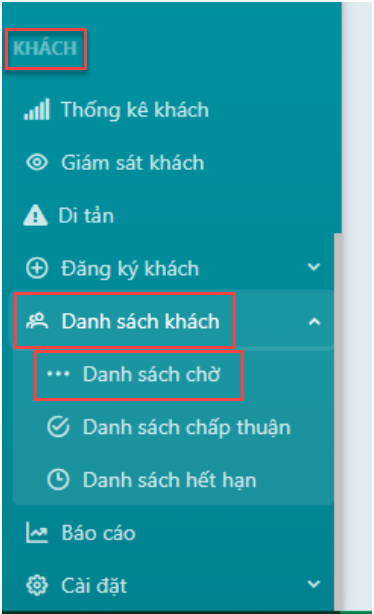 KHÁCH
Thống kê khách
Giám sát khách
Di tản
Đăng ký khách
Danh sách khách
Danh sách chờ
Danh sách chấp thuận
Danh sách hết hạn
Báo cáo
Cài đặt